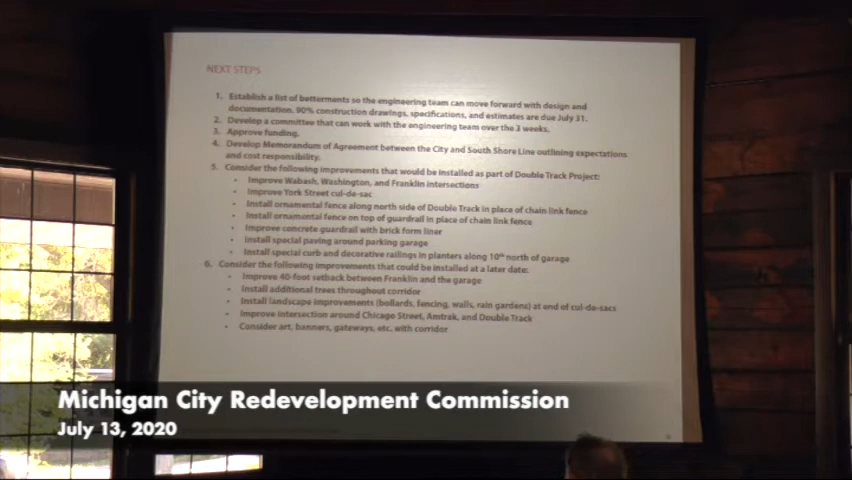 NEXT STEPS
1. Establish a list of betterments so the engineering team can move forward with design and
documentation. 90% construction drawings, specifications, and estimates are due July 31.
2. Develop a committee that can work with the engineering team over the 3 weeks.
3. Approve funding.
4. Develop Memorandum of Agreement between the City and South Shore Line outlining expectations
and cost responsibility.
5. Consider the following improvements that would be installed as part of Double Track Project:
• Improve Wabash, Washington, and Franklin intersections
• Improve York Street cul-de-sac
• Install ornamental fence along north side of Double Track in place of chain link fence
• Install ornamental fence on top of guardrail in place of chain link fence
• Improve concrete guardrail with brick form liner
• Install special paving around parking garage
• Install special curb and decorative railings in planters along 10th north of garage
6. Consider the following improvements that could be installed at a later date:
• Improve 40-foot setback between Franklin and the garage
• Install additional trees throughout corridor
• Install landscape improvements (bollards, fencing, walls, rain gardens) at end of cul-de-sacs
• Improve intersection around Chicago Street, Amtrak, and Double Track
• Consider art, banners, gateways, etc. with corridor
Michigan City Redevelopment Commission
July 13, 2020